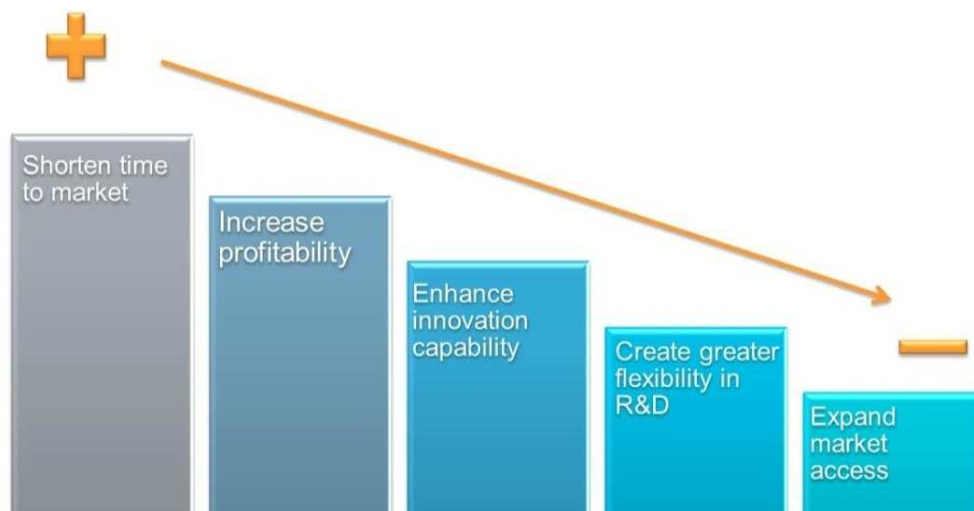 Shorten time
to market
Increase
profitability
Enhance
innovation
capability
Create greater
flexibility in
R&D
Expand
market
access